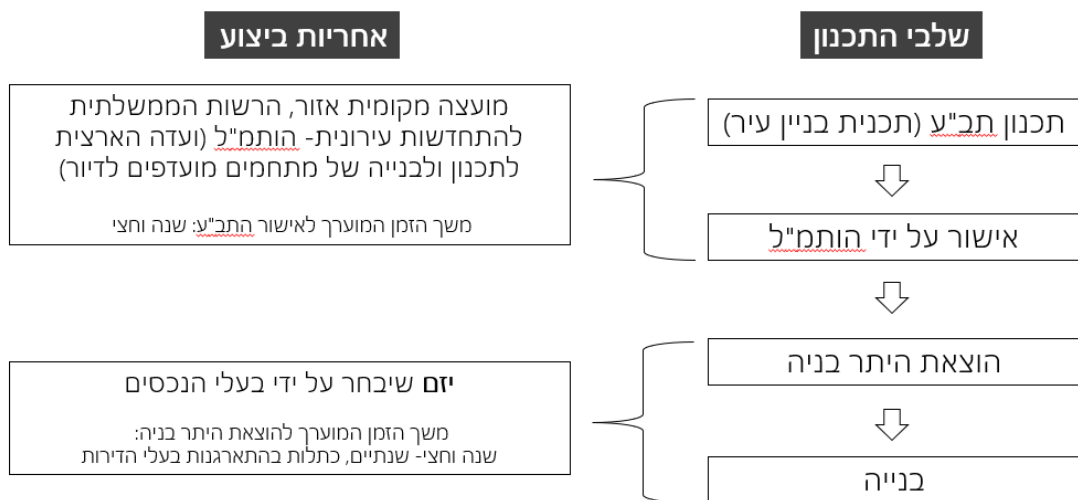 שלבי התכנון
אחריות ביצוע
תכנון תב"ע (תכנית בניין עיר)
אישור על ידי הותמ"ל
מועצה מקומית אזור, הרשות הממשלתית
להתחדשות עירונית- הותמ"ל (ועדה הארצית
לתכנון ולבנייה של מתחמים מועדפים לדיור)
משך הזמן המוערך לאישור התב"ע: שנה וחצי
הוצאת היתר בניה
בנייה
יזם שיבחר על ידי בעלי הנכסים
משך הזמן המוערך להוצאת היתר בניה:
שנה וחצי- שנתיים, כתלות בהתארגנות בעלי הדירות